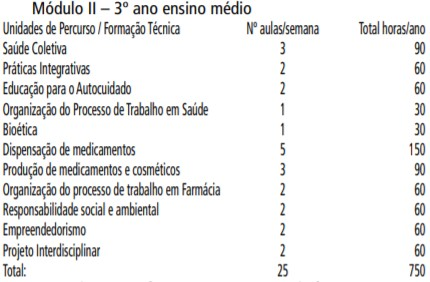 Módulo II – 3º ano ensino médio
Unidades de Percurso / Formação Técnica Nº aulas/semana Total horas/ano
Saúde Coletiva 3 90
Práticas Integrativas 2 60
Educação para o Autocuidado 2 60
Organização do Processo de Trabalho em Saúde 1 30
Bioética 1 30
Dispensação de medicamentos 5 150
Produção de medicamentos e cosméticos 3 90
Organização do processo de trabalho em Farmácia 2 60
Responsabilidade social e ambiental 2 60
Empreendedorismo 2 60
Projeto Interdisciplinar 2 60
Total: 25 750